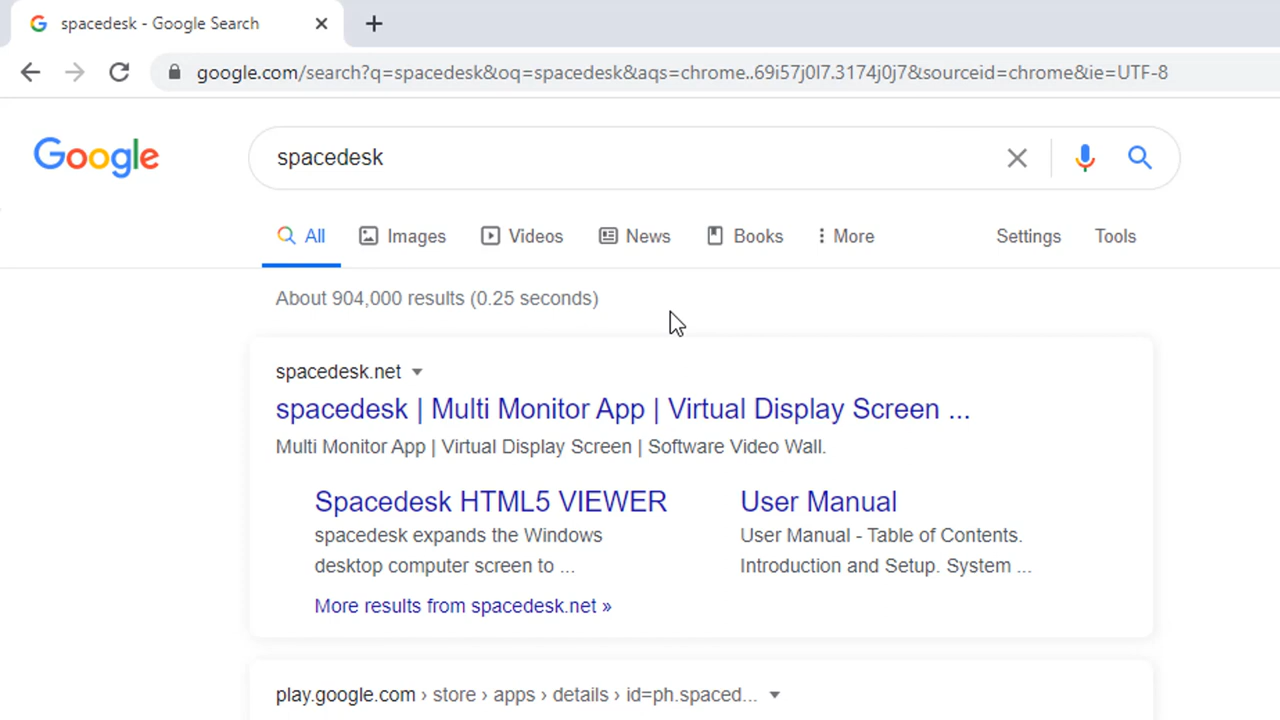 spacedesk - Google Search
google.com/search?q=spacedesk&oq=spacedesk&aqs=chrome..69i57j0l7.3174j0j7&sourceid=chrome&ie=UTF-8
Google
spacedesk
All Images Videos News Books More Settings Tools
About 904,000 results (0.25 seconds)
spacedesk.net
spacedesk | Multi Monitor App | Virtual Display Screen ...
Multi Monitor App | Virtual Display Screen | Software Video Wall.
Spacedesk HTML5 VIEWER
spacedesk expands the Windows
desktop computer screen to ...
User Manual
User Manual - Table of Contents.
Introduction and Setup. System ...
More results from spacedesk.net »
play.google.com › store › apps › details › id=ph.spaced...